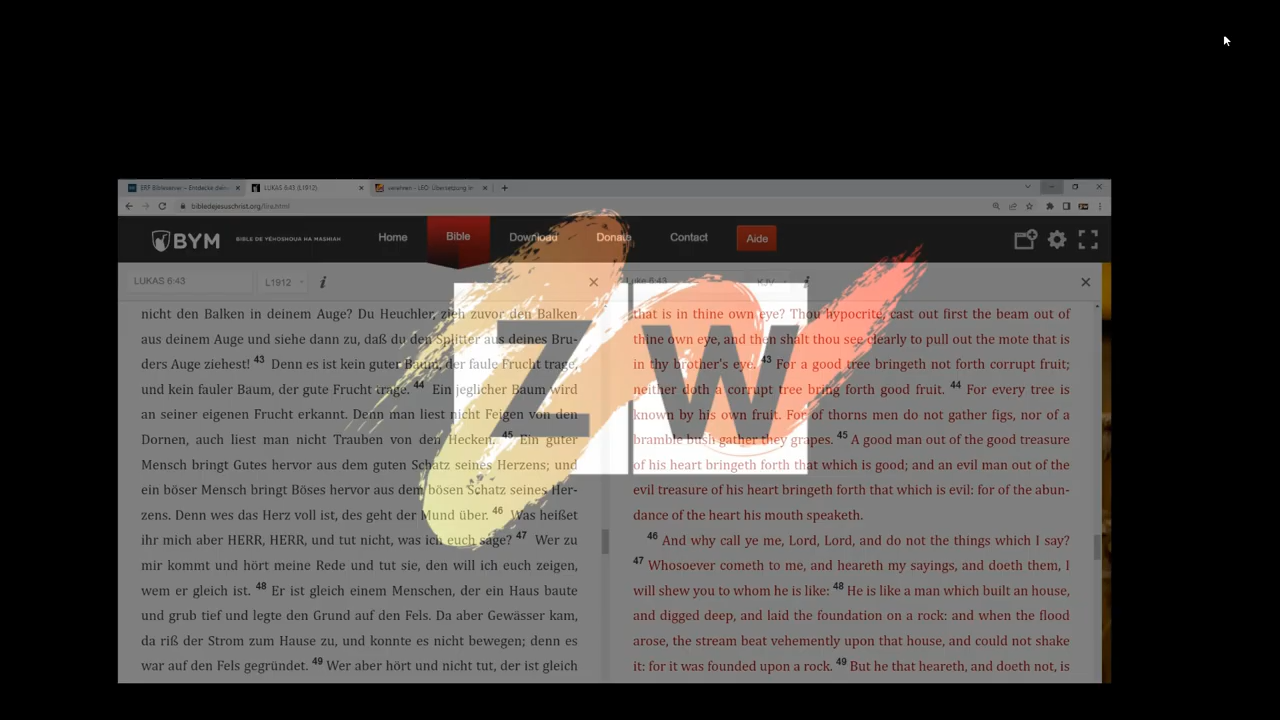 ERF Bibleserver – Entdecke dein
LUKAS 6:43 (L1912)
verehren - LEO: Übersetzung in
bibledejesuschrist.org/lire.html
BYM
BIBLE DE YÉHOSHOUA HA MASHIAH
Home
Bible
Download
Donate
Contact
Aide
LUKAS 6:43
L1912
Luke 6:43
KJV
nicht den Balken in deinem Auge? Du Heuchler, zieh zuvor den Balken
aus deinem Auge und siehe dann zu, daß du den Splitter aus deines Bru-
ders Auge ziehest! 43 Denn es ist kein guter Baum, der faule Frucht trage,
und kein fauler Baum, der gute Frucht trage. 44 Ein jeglicher Baum wird
an seiner eigenen Frucht erkannt. Denn man liest nicht Feigen von den
Dornen, auch liest man nicht Trauben von den Hecken. 45 Ein guter
Mensch bringt Gutes hervor aus dem guten Schatz seines Herzens; und
ein böser Mensch bringt Böses hervor aus dem bösen Schatz seines Her-
zens. Denn wes das Herz voll ist, des geht der Mund über. 46 Was heißet
ihr mich aber HERR, HERR, und tut nicht, was ich euch sage? 47 Wer zu
mir kommt und hört meine Rede und tut sie, den will ich euch zeigen,
wem er gleich ist. 48 Er ist gleich einem Menschen, der ein Haus baute
und grub tief und legte den Grund auf den Fels. Da aber Gewässer kam,
da riß der Strom zum Hause zu, und konnte es nicht bewegen; denn es
war auf den Fels gegründet. 49 Wer aber hört und nicht tut, der ist gleich
that is in thine own eye? Thou hypocrite, cast out first the beam out of
thine own eye, and then shalt thou see clearly to pull out the mote that is
in thy brother's eye. 43 For a good tree bringeth not forth corrupt fruit;
neither doth a corrupt tree bring forth good fruit. 44 For every tree is
known by his own fruit. For of thorns men do not gather figs, nor of a
bramble bush gather they grapes. 45 A good man out of the good treasure
of his heart bringeth forth that which is good; and an evil man out of the
evil treasure of his heart bringeth forth that which is evil: for of the abun-
dance of the heart his mouth speaketh.
46 And why call ye me, Lord, Lord, and do not the things which I say?
47 Whosoever cometh to me, and heareth my sayings, and doeth them, I
will shew you to whom he is like: 48 He is like a man which built an house,
and digged deep, and laid the foundation on a rock: and when the flood
arose, the stream beat vehemently upon that house, and could not shake
it: for it was founded upon a rock. 49 But he that heareth, and doeth not, is
Z W